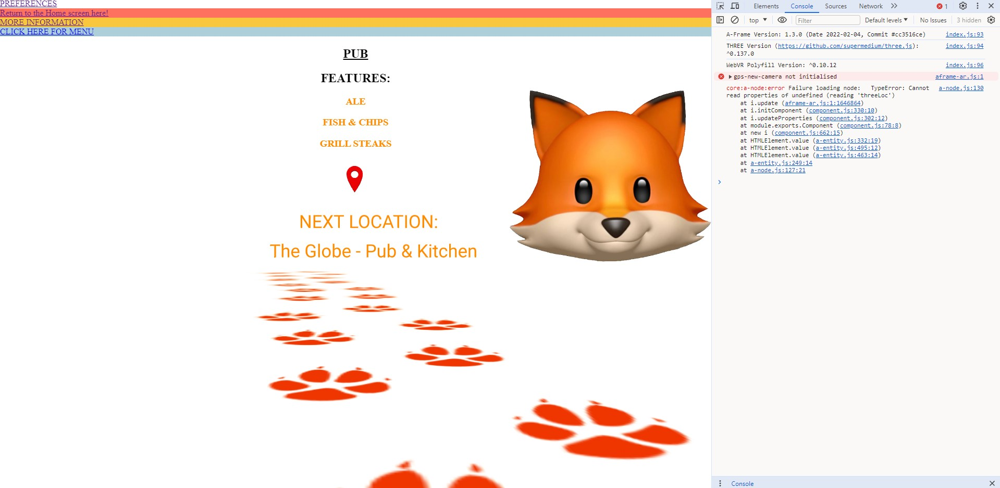 PREFERENCES
Return to the Home screen here!
MORE INFORMATION
CLICK HERE FOR MENU
PUB
FEATURES:
ALE
FISH & CHIPS
GRILL STEAKS
NEXT LOCATION:
The Globe - Pub & Kitchen
Elements Console Sources Network 1
top Filter Default levels No Issues 3 hidden
A-Frame Version: 1.3.0 (Date 2022-02-04, Commit #cc3516ce) index.js:93
THREE Version (https://github.com/supermedium/three.js): index.js:94
^0.137.0
WebVR Polyfill Version: ^0.10.12 index.js:96
gps-new-camera not initialised aframe-ar.js:1
core:a-node:error Failure loading node: TypeError: Cannot a-node.js:130
read properties of undefined (reading 'threeLoc')
at i.update (aframe-ar.js:1:1646864)
at i.initComponent (component.js:330:10)
at i.updateProperties (component.js:302:12)
at module.exports.Component (component.js:78:8)
at new i (component.js:662:15)
at HTMLElement.value (a-entity.js:332:19)
at HTMLElement.value (a-entity.js:495:12)
at HTMLElement.value (a-entity.js:463:14)
at a-entity.js:249:14
at a-node.js:127:21
Console